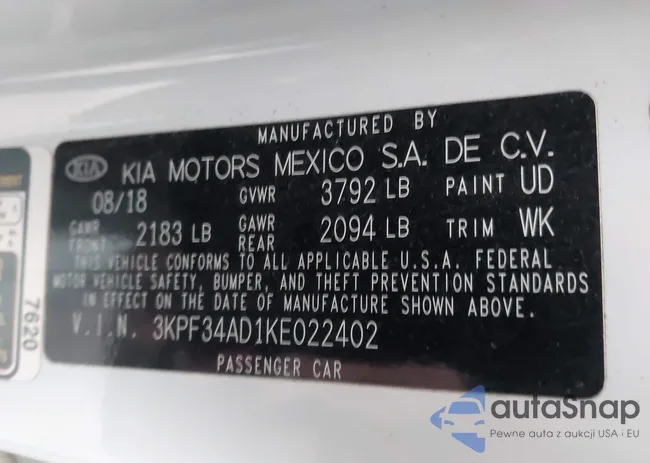 MANUFACTURED BY
KIA KIA MOTORS MEXICO S.A. DE C.V.
08/18 GVWR 3792 LB PAINT UD
GAWR FRONT 2183 LB GAWR REAR 2094 LB TRIM WK
THIS VEHICLE CONFORMS TO ALL APPLICABLE U.S.A. FEDERAL
MOTOR VEHICLE SAFETY, BUMPER, AND THEFT PREVENTION STANDARDS
IN EFFECT ON THE DATE OF MANUFACTURE SHOWN ABOVE.
V.I.N. 3KPF34AD1KE022402
PASSENGER CAR
7620
autoSnap
Pewne auta z aukcji USA i EU